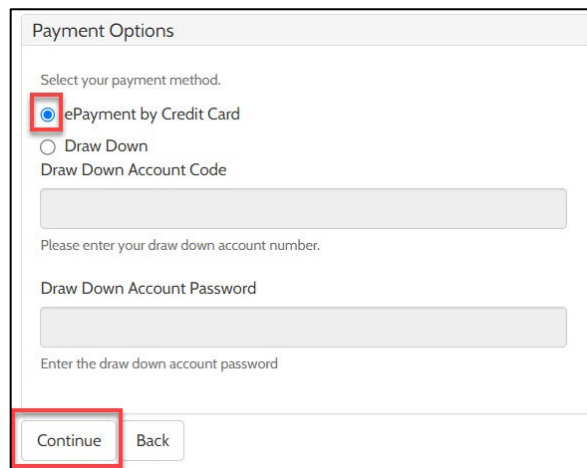 Payment Options
Select your payment method.
ePayment by Credit Card
Draw Down
Draw Down Account Code
Please enter your draw down account number.
Draw Down Account Password
Enter the draw down account password
Continue Back